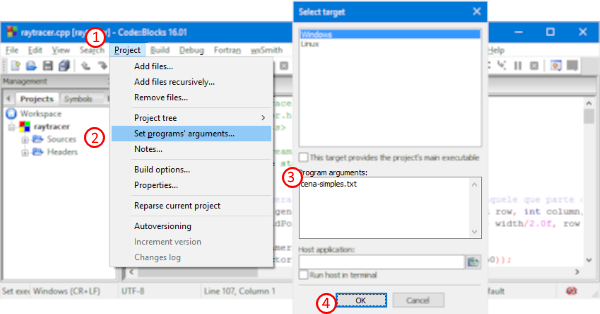 raytracer.cpp [ray
- Code::Blocks 16.01
1
File Edit View Search Project Build Debug Fortran wxSmith
Help
Management
Projects Symbols
Workspace
raytracer
Sources
Headers
Add files...
Add files recursively...
Remove files...
Project tree
2
Set programs' arguments...
Notes...
Build options...
Properties...
Reparse current project
Autoversioning
Increment version
Changes log
Select target
Windows
Linux
This target provides the project's main executable
3
Program arguments:
cena-simples.txt
Host application:
Run host in terminal
4
OK Cancel
quele que parte
row, int column,
width/2.0f, row
Set exe Windows (CR+LF) UTF-8 Line 107, Column 1
fault